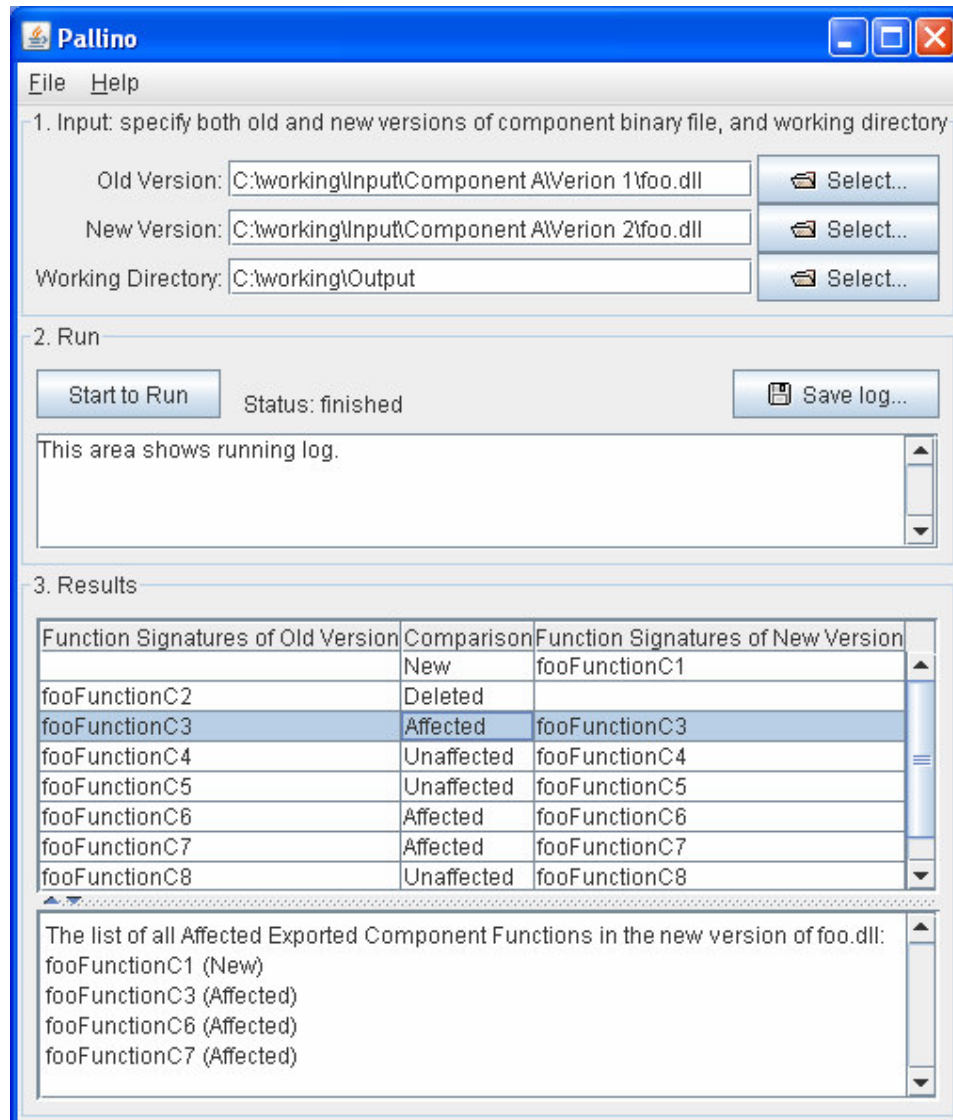 Pallino
File Help
1. Input: specify both old and new versions of component binary file, and working directory
Old Version: C:\working\Input\Component A\Verion 1\foo.dll Select...
New Version: C:\working\Input\Component A\Verion 2\foo.dll Select...
Working Directory: C:\working\Output Select...
2. Run
Start to Run Status: finished Save log...
This area shows running log.
3. Results
Function Signatures of Old Version Comparison Function Signatures of New Version
New fooFunctionC1
fooFunctionC2 Deleted
fooFunctionC3 Affected fooFunctionC3
fooFunctionC4 Unaffected fooFunctionC4
fooFunctionC5 Unaffected fooFunctionC5
fooFunctionC6 Affected fooFunctionC6
fooFunctionC7 Affected fooFunctionC7
fooFunctionC8 Unaffected fooFunctionC8
The list of all Affected Exported Component Functions in the new version of foo.dll:
fooFunctionC1 (New)
fooFunctionC3 (Affected)
fooFunctionC6 (Affected)
fooFunctionC7 (Affected)